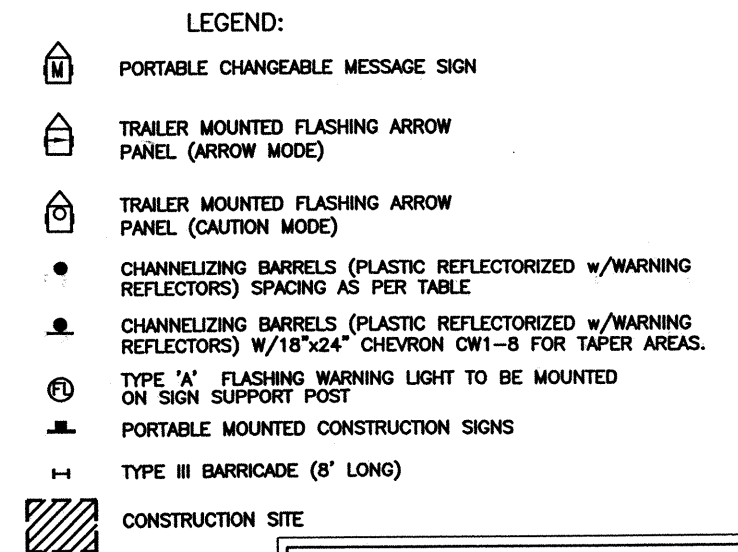 LEGEND:
M PORTABLE CHANGEABLE MESSAGE SIGN
TRAILER MOUNTED FLASHING ARROW
PANEL (ARROW MODE)
TRAILER MOUNTED FLASHING ARROW
PANEL (CAUTION MODE)
CHANNELIZING BARRELS (PLASTIC REFLECTORIZED w/WARNING
REFLECTORS) SPACING AS PER TABLE
CHANNELIZING BARRELS (PLASTIC REFLECTORIZED w/WARNING
REFLECTORS) W/18"x24" CHEVRON CW1-8 FOR TAPER AREAS.
FL TYPE 'A' FLASHING WARNING LIGHT TO BE MOUNTED
ON SIGN SUPPORT POST
PORTABLE MOUNTED CONSTRUCTION SIGNS
TYPE III BARRICADE (8' LONG)
CONSTRUCTION SITE